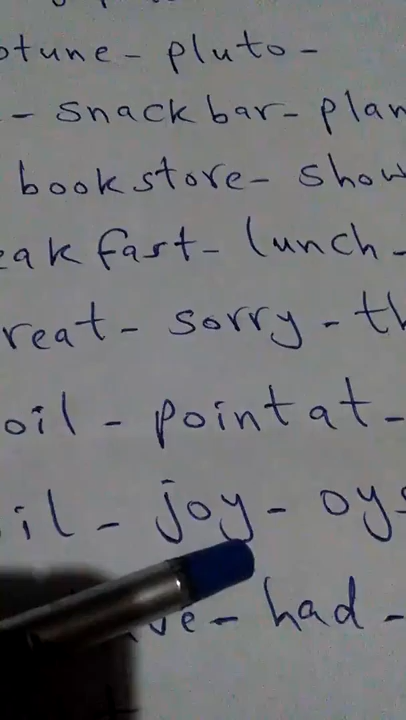 ptune - pluto -
- snack bar - plan
bookstore - show
eak fast - lunch -
reat - sorry - th
oil - point at -
il - joy - oys
ve - had -